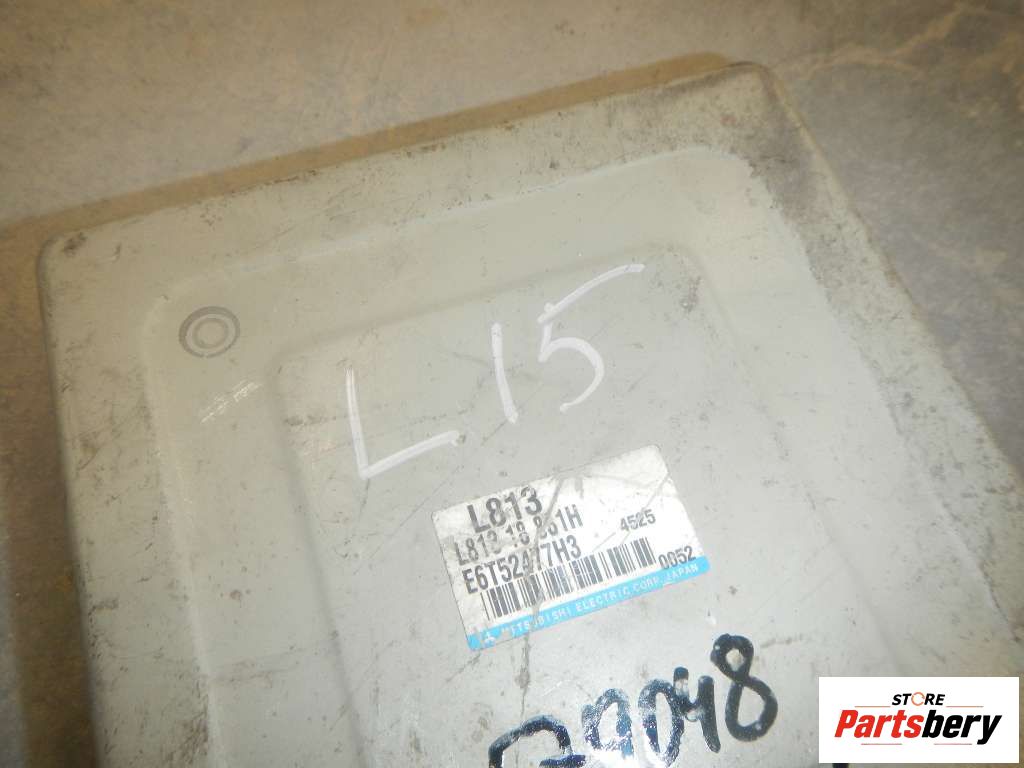 L15
L813
L813 18 881H 4525
E6T52477H3
0052
MITSUBISHI ELECTRIC CORP. JAPAN
STORE
Partsbery